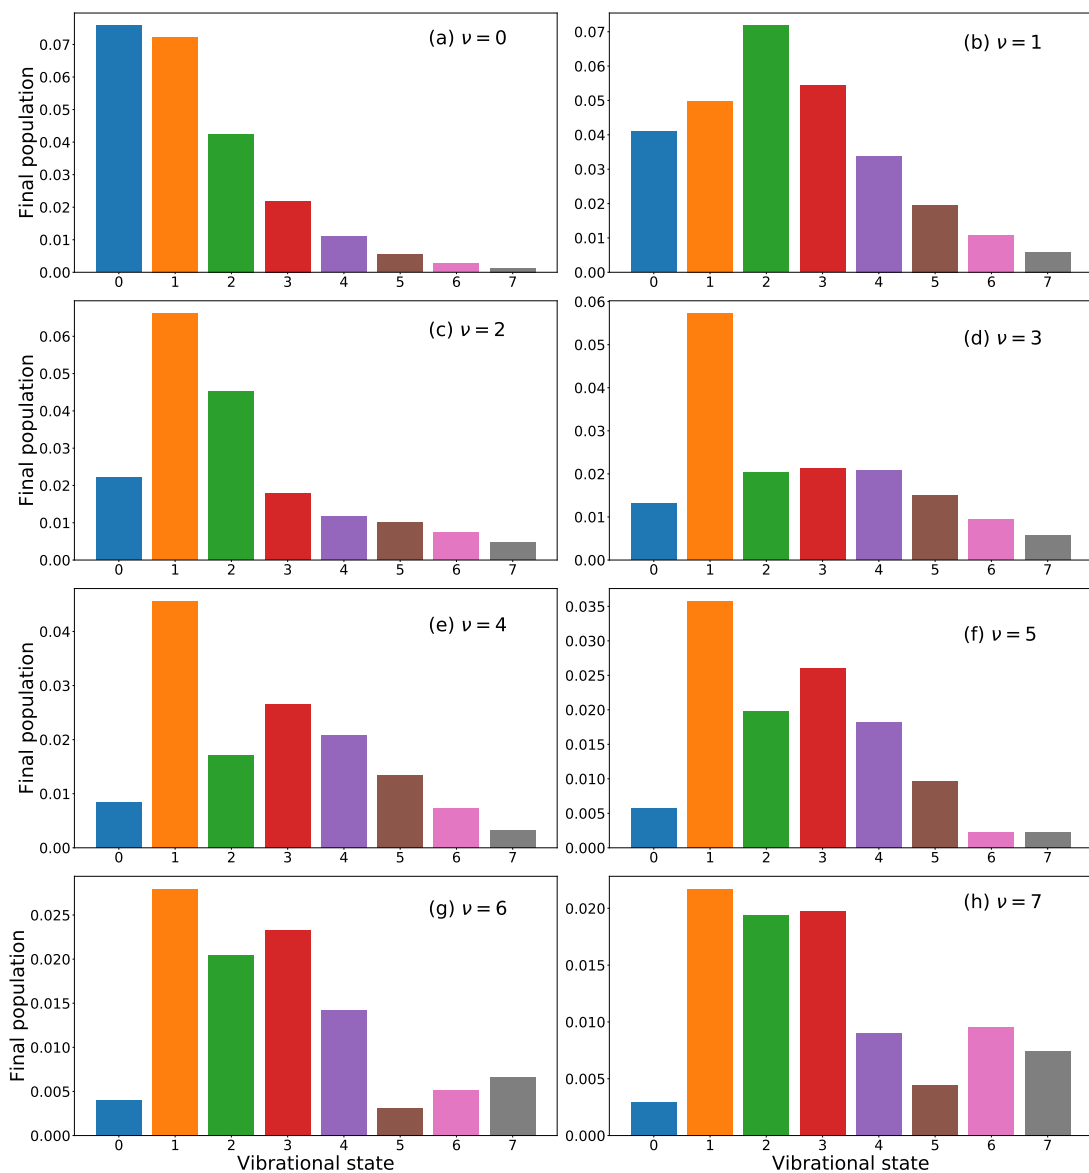 (a) ν = 0
Final population
0.07
0.06
0.05
0.04
0.03
0.02
0.01
0.00
0 1 2 3 4 5 6 7
(b) ν = 1
0.07
0.06
0.05
0.04
0.03
0.02
0.01
0.00
0 1 2 3 4 5 6 7
(c) ν = 2
Final population
0.06
0.05
0.04
0.03
0.02
0.01
0.00
0 1 2 3 4 5 6 7
(d) ν = 3
0.06
0.05
0.04
0.03
0.02
0.01
0.00
0 1 2 3 4 5 6 7
(e) ν = 4
Final population
0.04
0.03
0.02
0.01
0.00
0 1 2 3 4 5 6 7
(f) ν = 5
0.035
0.030
0.025
0.020
0.015
0.010
0.005
0.000
0 1 2 3 4 5 6 7
(g) ν = 6
Final population
0.025
0.020
0.015
0.010
0.005
0.000
0 1 2 3 4 5 6 7
Vibrational state
(h) ν = 7
0.020
0.015
0.010
0.005
0.000
0 1 2 3 4 5 6 7
Vibrational state